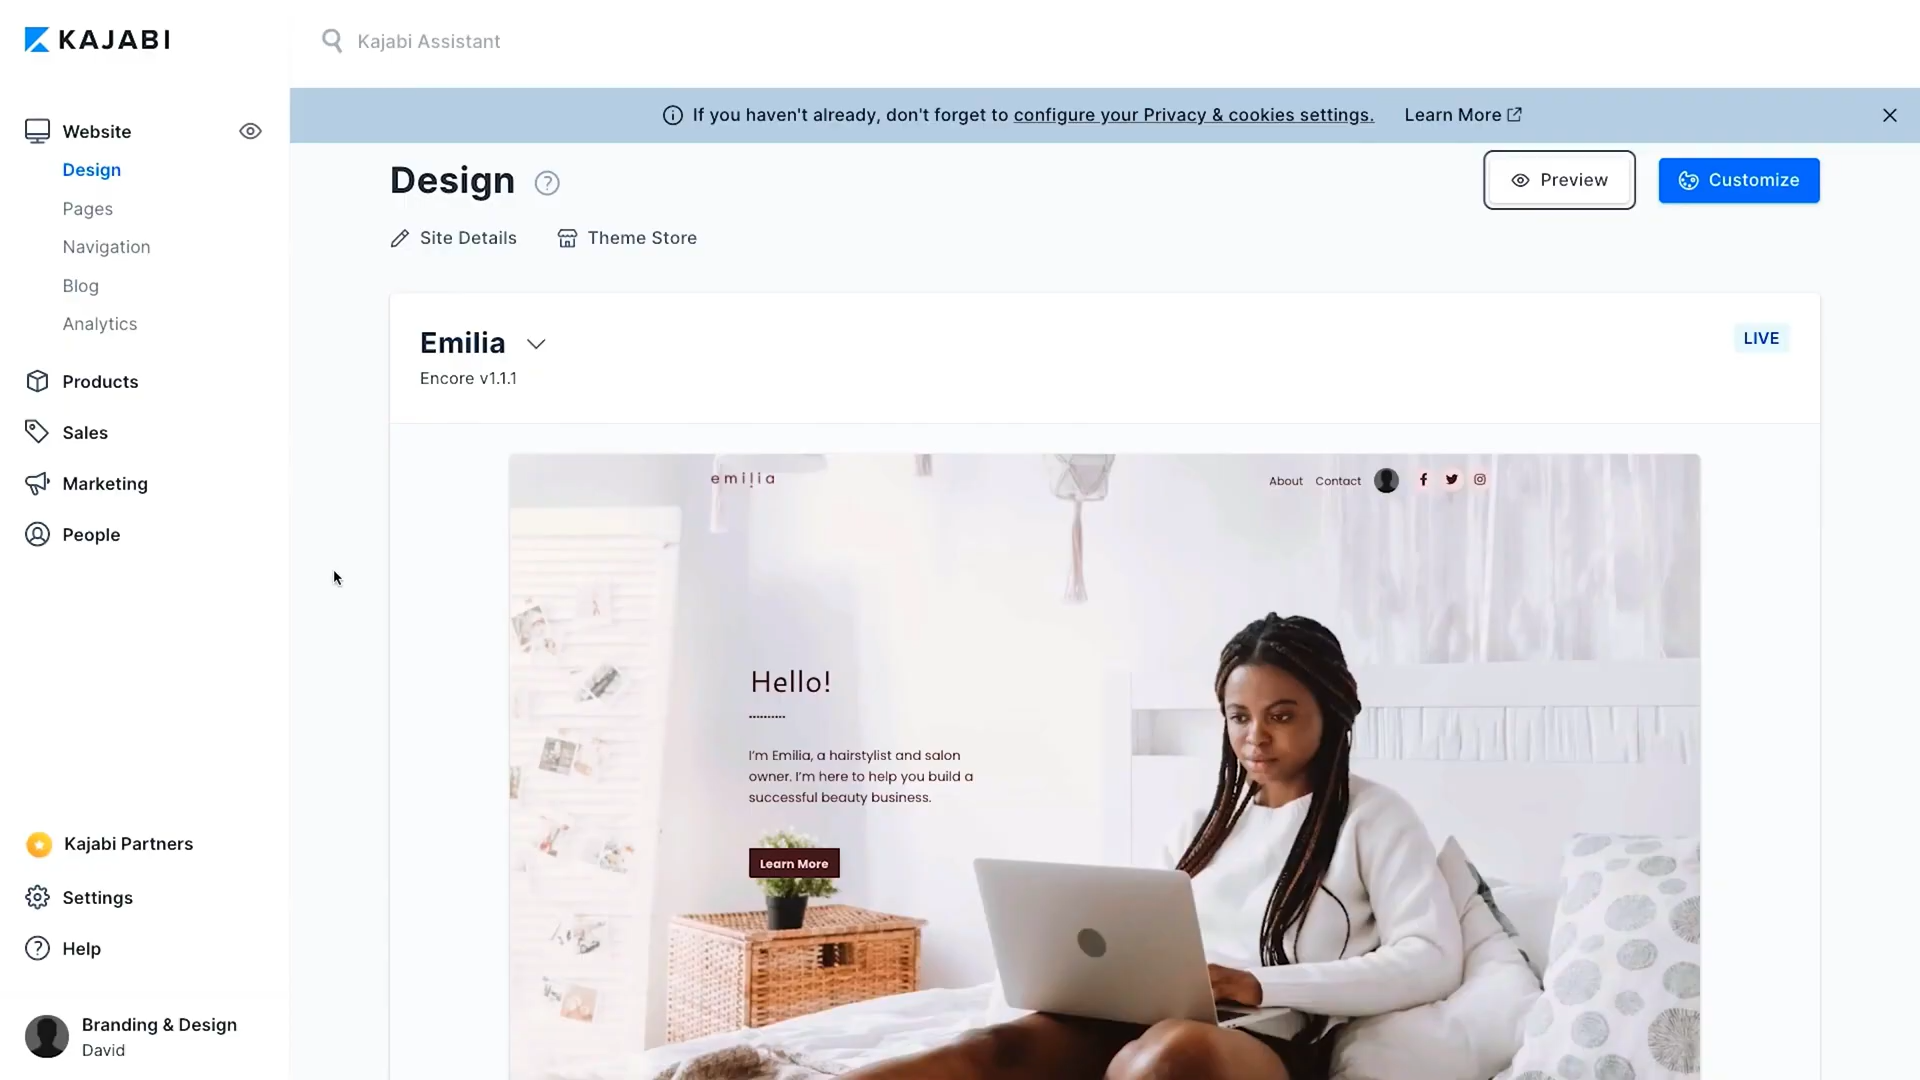 KAJABI
Kajabi Assistant
Website
Design
Pages
Navigation
Blog
Analytics
Products
Sales
Marketing
People
Kajabi Partners
Settings
Help
Branding & Design
David
If you haven't already, don't forget to configure your Privacy & cookies settings. Learn More
Design
Preview
Customize
Site Details
Theme Store
Emilia
LIVE
Encore v1.1.1
emilia
About Contact
Hello!
I'm Emilia, a hairstylist and salon
owner. I'm here to help you build a
successful beauty business.
Learn More